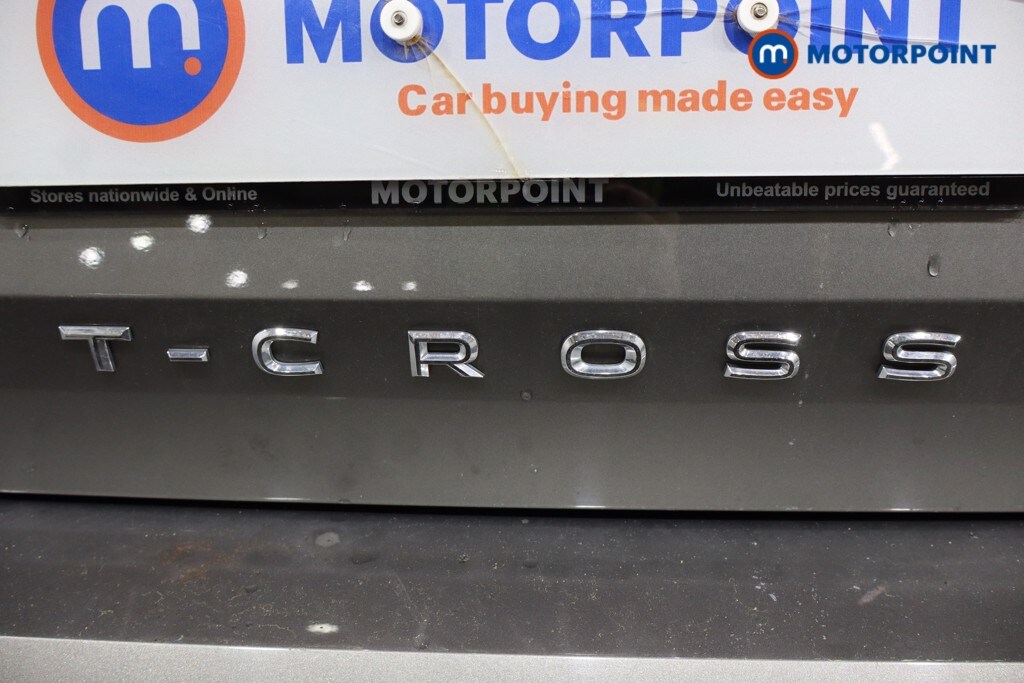 m. MOTORPOINT
m. MOTORPOINT
Car buying made easy
Stores nationwide & Online MOTORPOINT Unbeatable prices guaranteed
T-CROSS